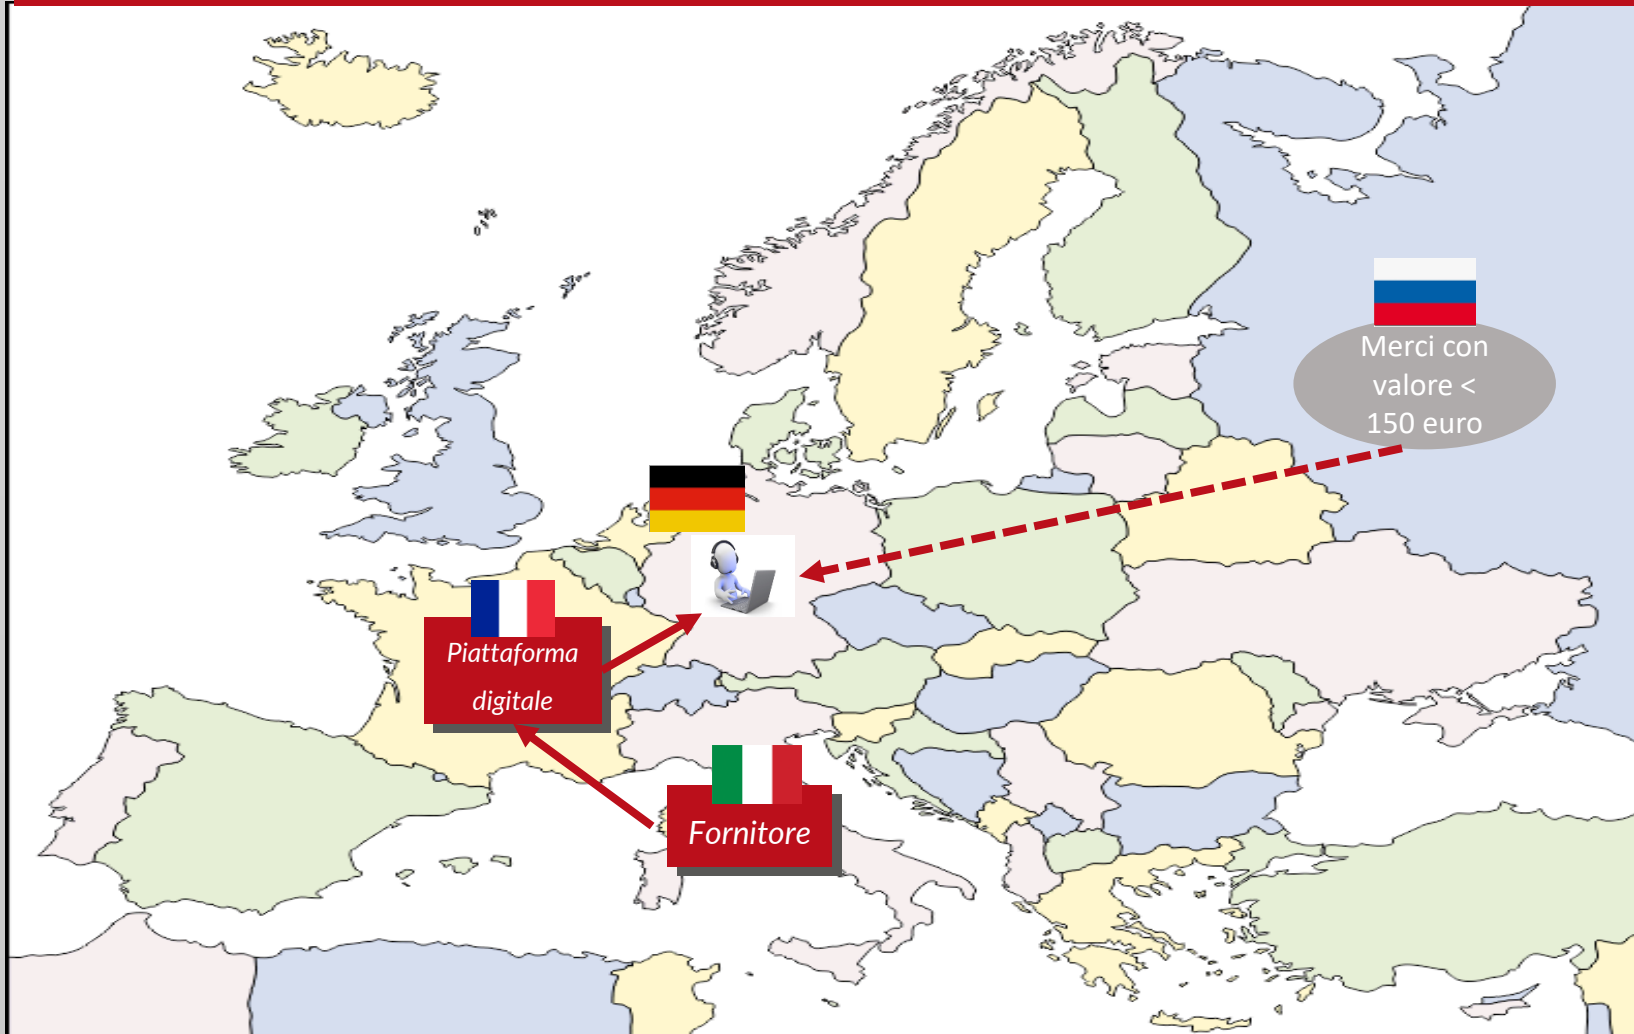 Merci con
valore <
150 euro
Piattaforma
digitale
Fornitore